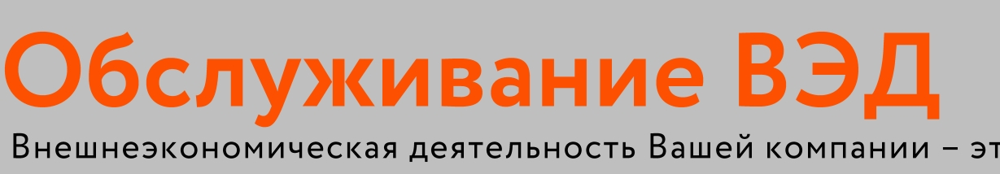 Обслуживание ВЭД
Внешнеэкономическая деятельность Вашей компании –